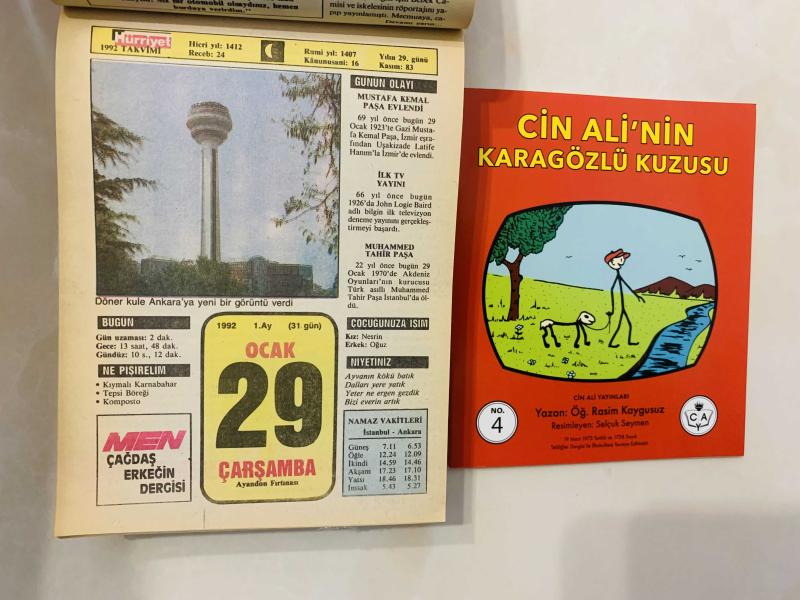 burdaya verirdim."
misi ve iskelesinin röportajını ya-
pıp yayınlamıştı. Mecmuaya, ca-
Hürriyet
1992 TAKVİMİ
Hicri yıl: 1412
Receb: 24
Rumi yıl: 1407
Kânunusani: 16
Yılın 29. günü
Kasım: 83
Döner kule Ankara'ya yeni bir görüntü verdi
GÜNÜN OLAYI
MUSTAFA KEMAL
PAŞA EVLENDİ
69 yıl önce bugün 29
Ocak 1923'te Gazi Musta-
fa Kemal Paşa, İzmir eşra-
fından Uşakizade Latife
Hanım'la İzmir'de evlendi.
İLK TV
YAYINI
66 yıl önce bugün
1926'da John Logie Baird
adlı bilgin ilk televizyon
deneme yayınını gerçekleş-
tirmeyi başardı.
MUHAMMED
TAHİR PAŞA
22 yıl önce bugün 29
Ocak 1970'de Akdeniz
Oyunları'nın kurucusu
Türk asıllı Muhammed
Tahir Paşa İstanbul'da öl-
dü.
BUGÜN
Gün uzaması: 2 dak.
Gece: 13 saat, 48 dak.
Gündüz: 10 s., 12 dak.
NE PİŞİRELİM
• Kıymalı Karnabahar
• Tepsi Böreği
• Komposto
MEN
ÇAĞDAŞ
ERKEĞİN
DERGİSİ
1992 1.Ay (31 gün)
OCAK
29
ÇARŞAMBA
Ayandon Fırtınası
ÇOCUĞUNUZA İSİM
Kız: Nesrin
Erkek: Oğuz
NİYETİNİZ
Ayvanın kökü batık
Dalları yere yatık
Yeter ne ergen gezdik
Bizi everin artık
NAMAZ VAKİTLERİ
İstanbul - Ankara
Güneş 7.11 6.53
Öğle 12.24 12.09
İkindi 14.59 14.46
Akşam 17.23 17.10
Yatsı 18.46 18.31
İmsak 5.43 5.27
CİN ALİ'NİN
KARAGÖZLÜ KUZUSU
CİN ALİ YAYINLARI
Yazan: Öğ. Rasim Kaygusuz
Resimleyen: Selçuk Seymen
NO.
4
C A
Y